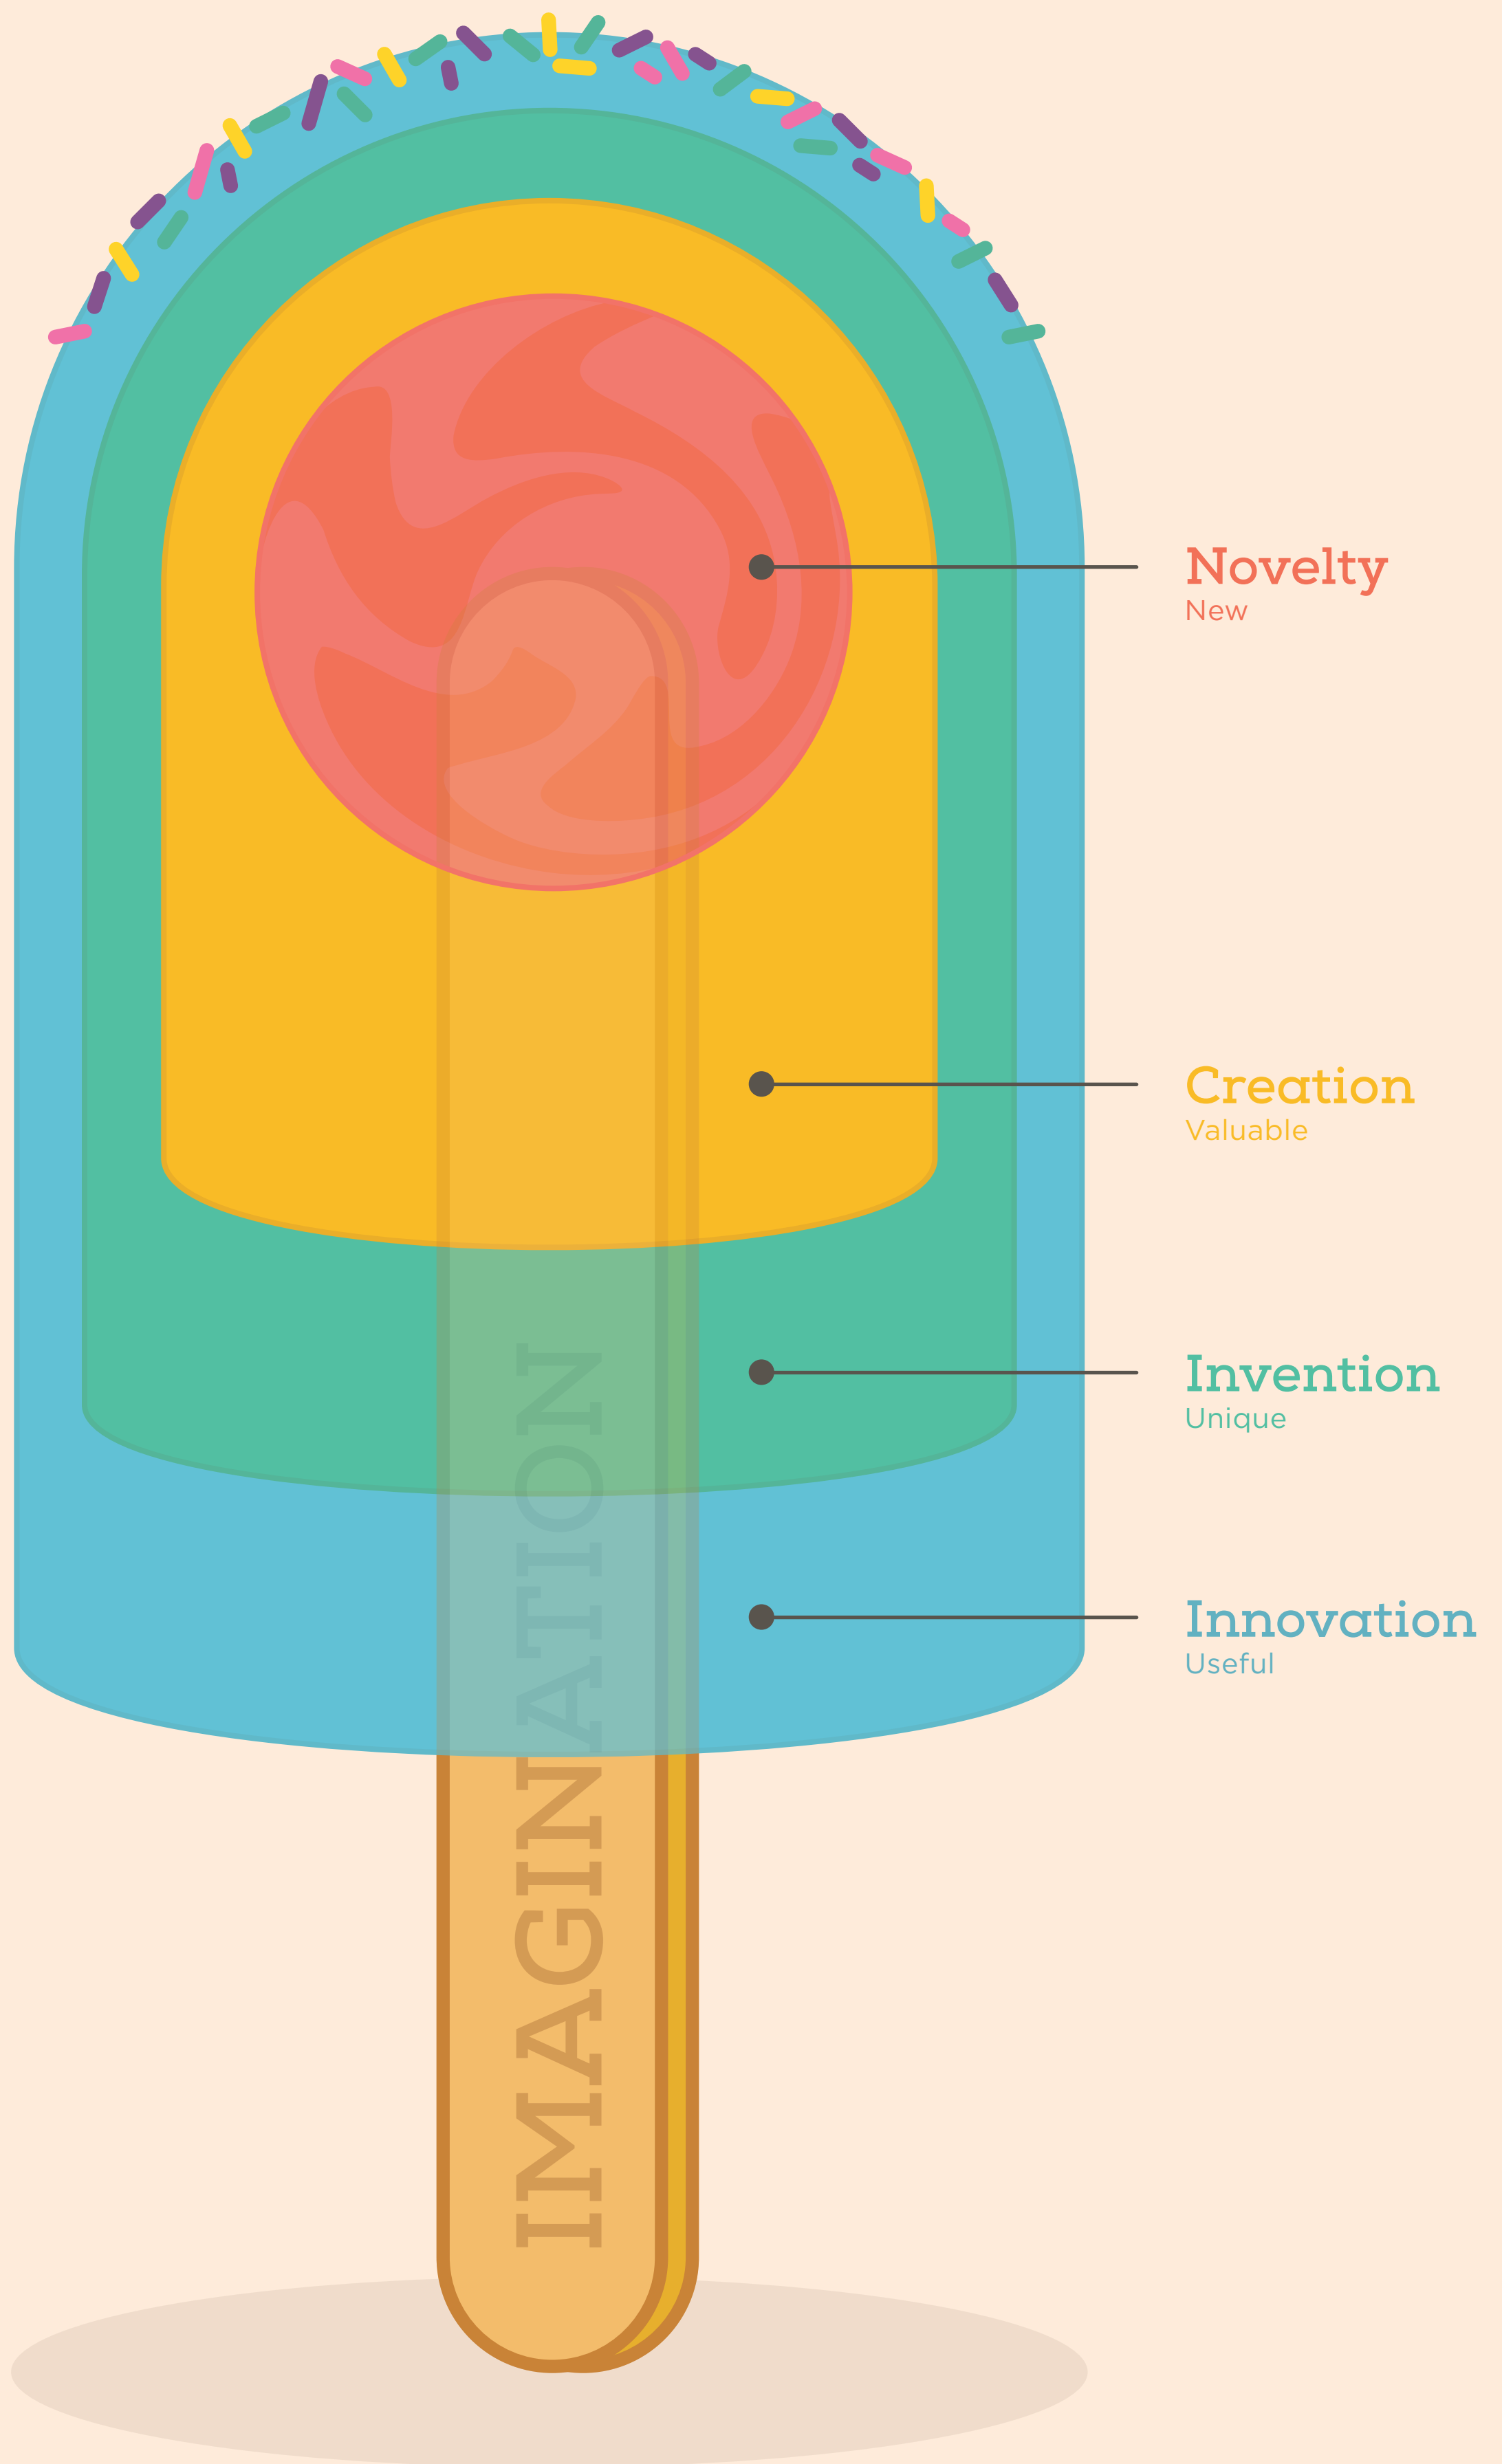 Novelty
New
Creation
Valuable
Invention
Unique
Innovation
Useful
IMAGINATION